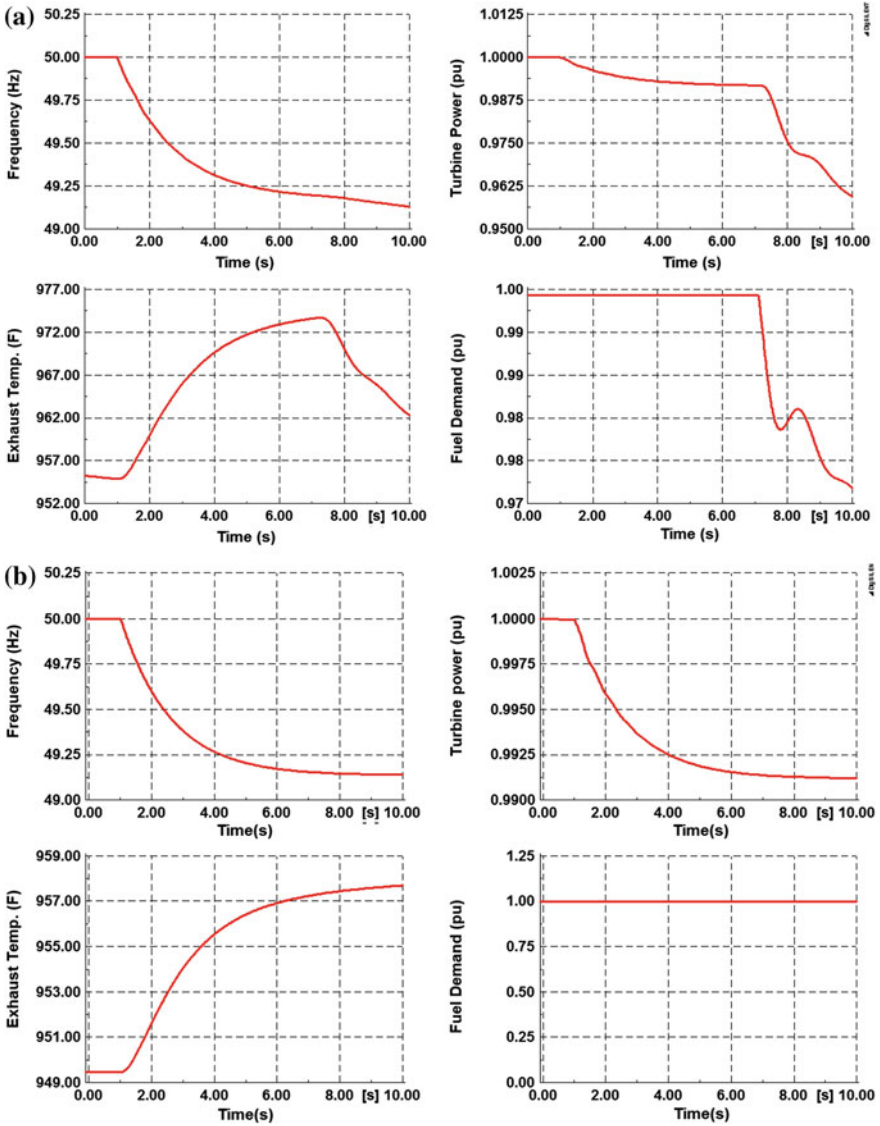 (a)
50.25
50.00
49.75
49.50
49.25
49.00
Frequency (Hz)
0.00 2.00 4.00 6.00 8.00 10.00
Time (s)
1.0125
1.0000
0.9875
0.9750
0.9625
0.9500
Turbine Power (pu)
0.00 2.00 4.00 6.00 8.00 [s] 10.00
Time (s)
977.00
972.00
967.00
962.00
957.00
952.00
Exhaust Temp. (F)
0.00 2.00 4.00 6.00 8.00 [s] 10.00
Time (s)
1.00
0.99
0.99
0.98
0.98
0.97
Fuel Demand (pu)
0.00 2.00 4.00 6.00 8.00 [s] 10.00
Time (s)
(b)
50.25
50.00
49.75
49.50
49.25
49.00
Frequency (Hz)
0.00 2.00 4.00 6.00 8.00 [s] 10.00
Time(s)
1.0025
1.0000
0.9975
0.9950
0.9925
0.9900
Turbine power (pu)
0.00 2.00 4.00 6.00 8.00 [s] 10.00
Time(s)
959.00
957.00
955.00
953.00
951.00
949.00
Exhaust Temp. (F)
0.00 2.00 4.00 6.00 8.00 [s] 10.00
Time(s)
1.25
1.00
0.75
0.50
0.25
0.00
Fuel Demand (pu)
0.00 2.00 4.00 6.00 8.00 [s] 10.00
Time(s)